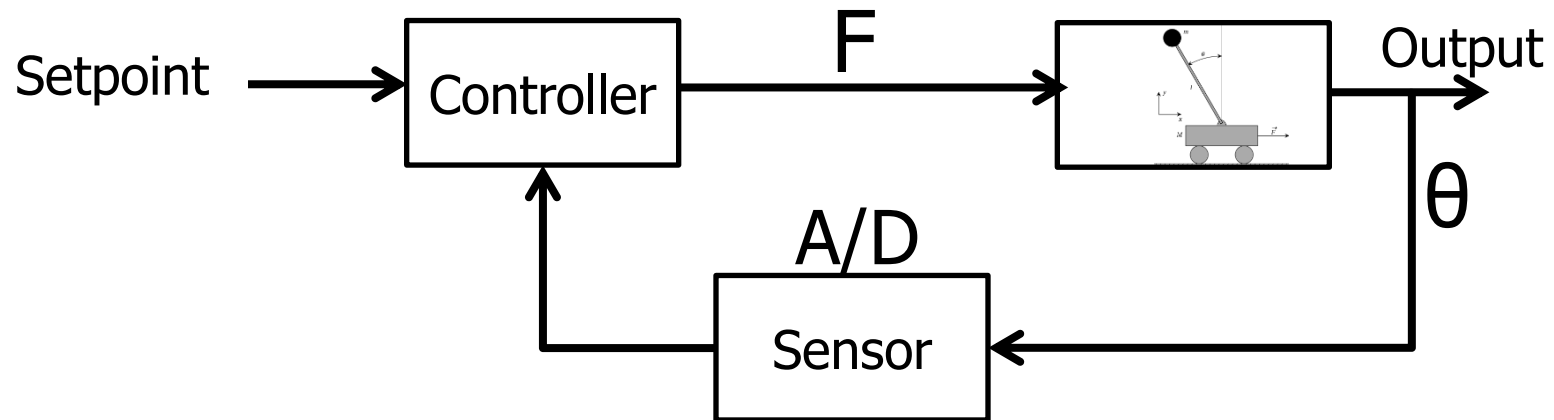 Setpoint
Controller
F
m
θ
l
y
x
M
F
Output
θ
A/D
Sensor